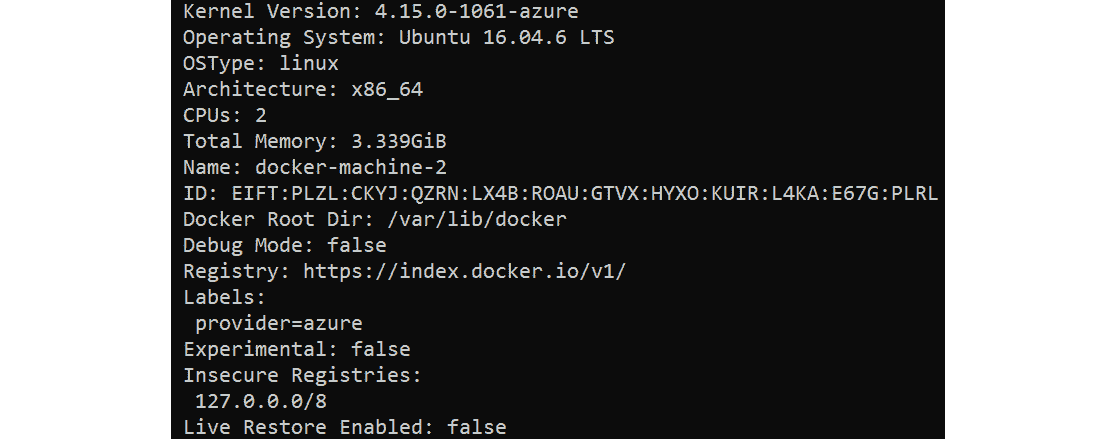 Kernel Version: 4.15.0-1061-azure
Operating System: Ubuntu 16.04.6 LTS
OSType: linux
Architecture: x86_64
CPUs: 2
Total Memory: 3.339GiB
Name: docker-machine-2
ID: EIFT:PLZL:CKYJ:QZRN:LX4B:ROAU:GTVX:HYXO:KUIR:L4KA:E67G:PLRL
Docker Root Dir: /var/lib/docker
Debug Mode: false
Registry: https://index.docker.io/v1/
Labels:
 provider=azure
Experimental: false
Insecure Registries:
 127.0.0.0/8
Live Restore Enabled: false